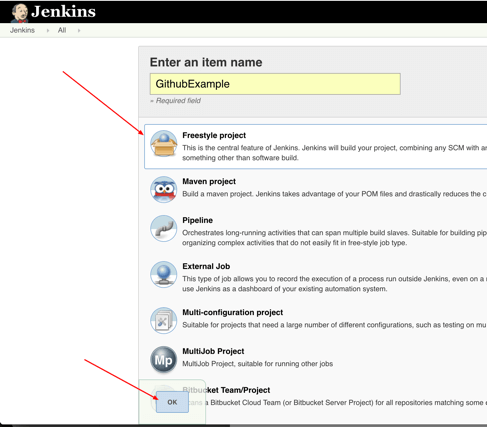 Jenkins
Jenkins › All ›
Enter an item name
GithubExample
» Required field
Freestyle project
This is the central feature of Jenkins. Jenkins will build your project, combining any SCM with
something other than software build.
Maven project
Build a maven project. Jenkins takes advantage of your POM files and drastically reduces the
Pipeline
Orchestrates long-running activities that can span multiple build slaves. Suitable for building
organizing complex activities that do not easily fit in free-style job type.
External Job
This type of job allows you to record the execution of a process run outside Jenkins, even on a
use Jenkins as a dashboard of your existing automation system.
Multi-configuration project
Suitable for projects that need a large number of different configurations, such as testing on
Mp
MultiJob Project
MultiJob Project, suitable for running other jobs
Bitbucket Team/Project
a Bitbucket Cloud Team (or Bitbucket Server Project) for all repositories matching some
OK